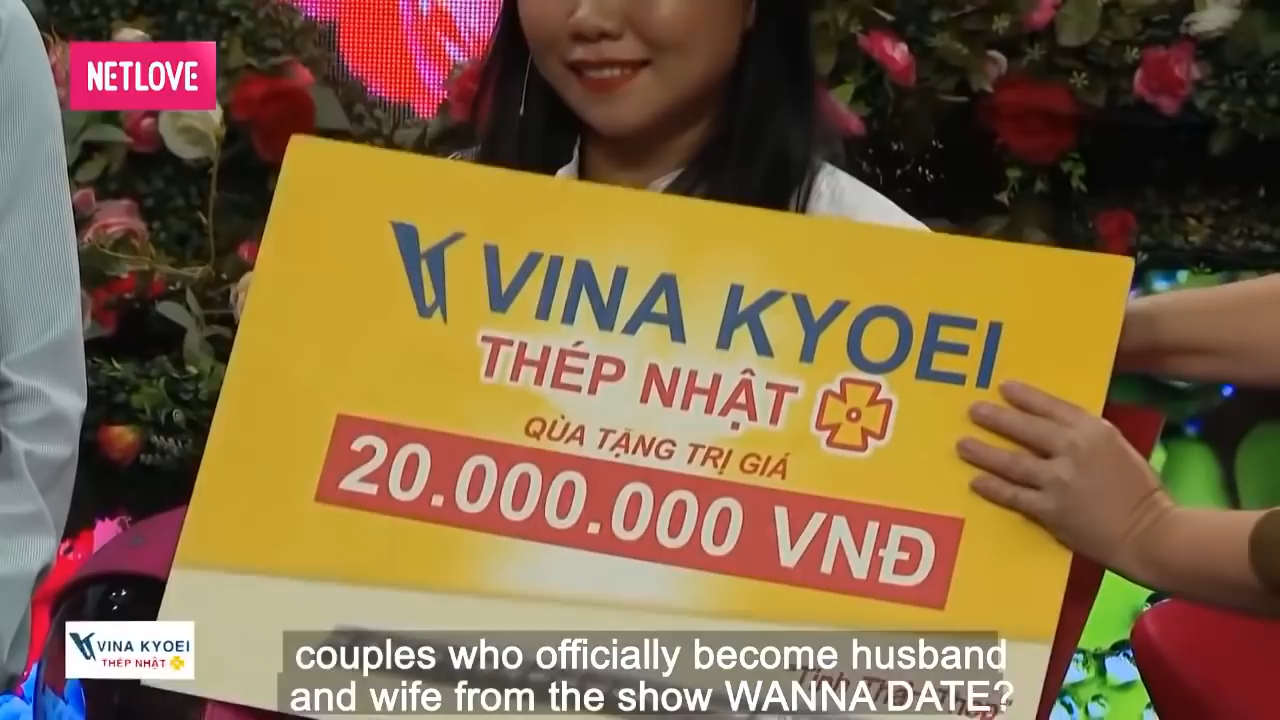 NETLOVE
VINA KYOEI
THÉP NHẬT
QÙA TẶNG TRỊ GIÁ
20.000.000 VNĐ
VINA KYOEI
THÉP NHẬT
couples who officially become husband
and wife from the show WANNA DATE?